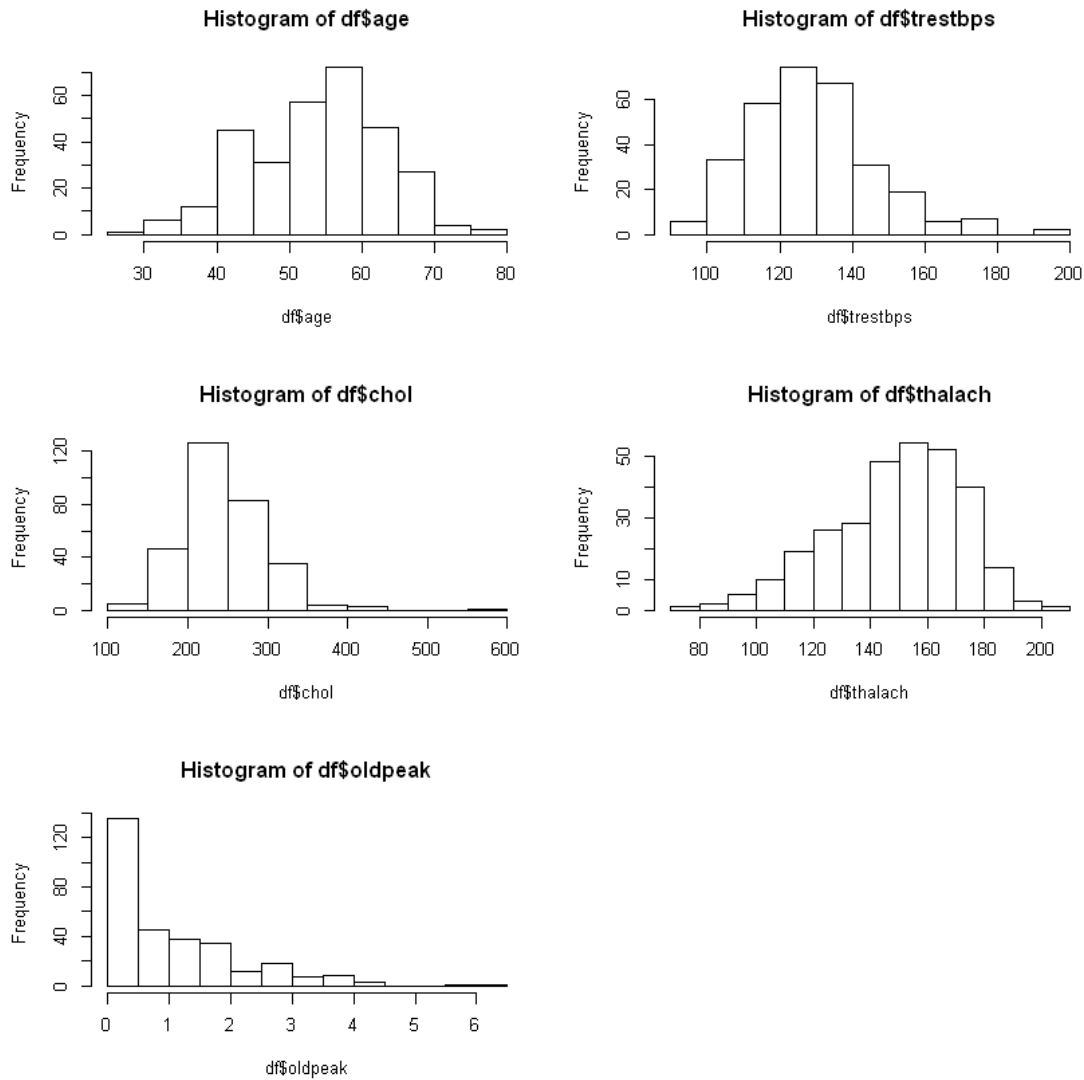 Histogram of df$age
Frequency
0 20 40 60
30 40 50 60 70 80
df$age
Histogram of df$trestbps
Frequency
0 20 40 60
100 120 140 160 180 200
df$trestbps
Histogram of df$chol
Frequency
0 40 80 120
100 200 300 400 500 600
df$chol
Histogram of df$thalach
Frequency
0 10 30 50
80 100 120 140 160 180 200
df$thalach
Histogram of df$oldpeak
Frequency
0 40 80 120
0 1 2 3 4 5 6
df$oldpeak